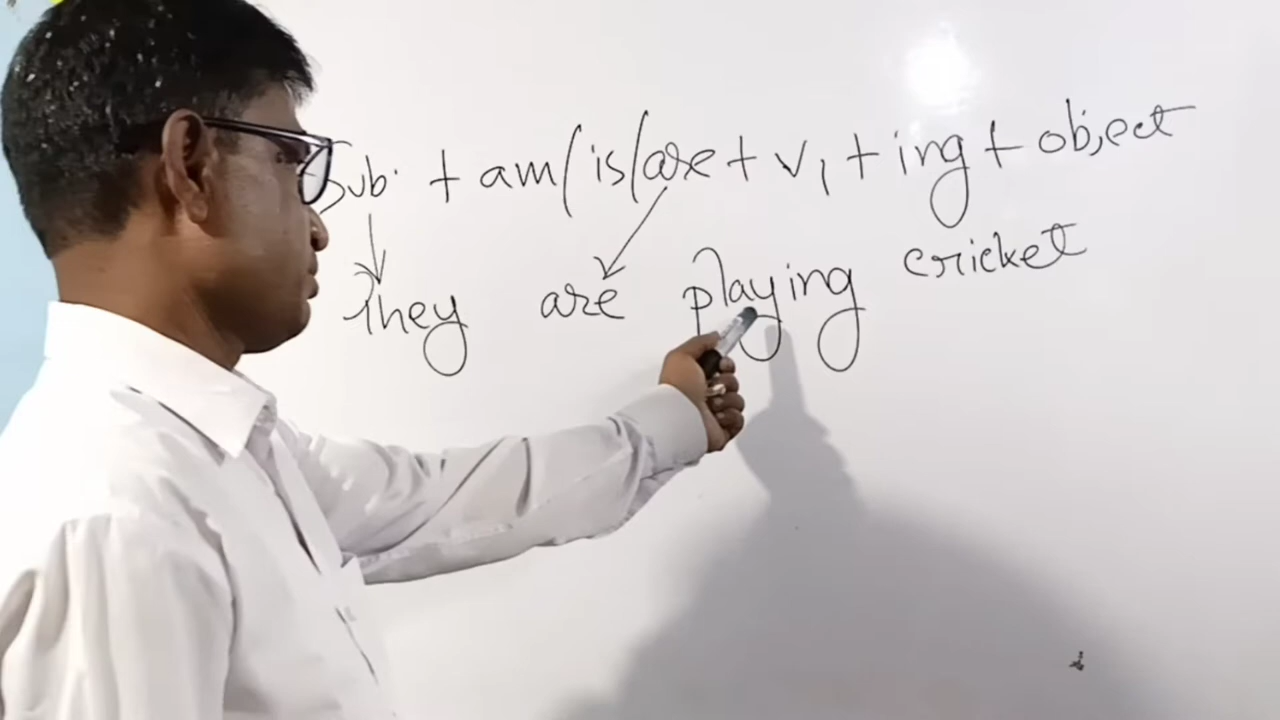 Sub. + am/is/are + V1 + ing + object
They are playing cricket